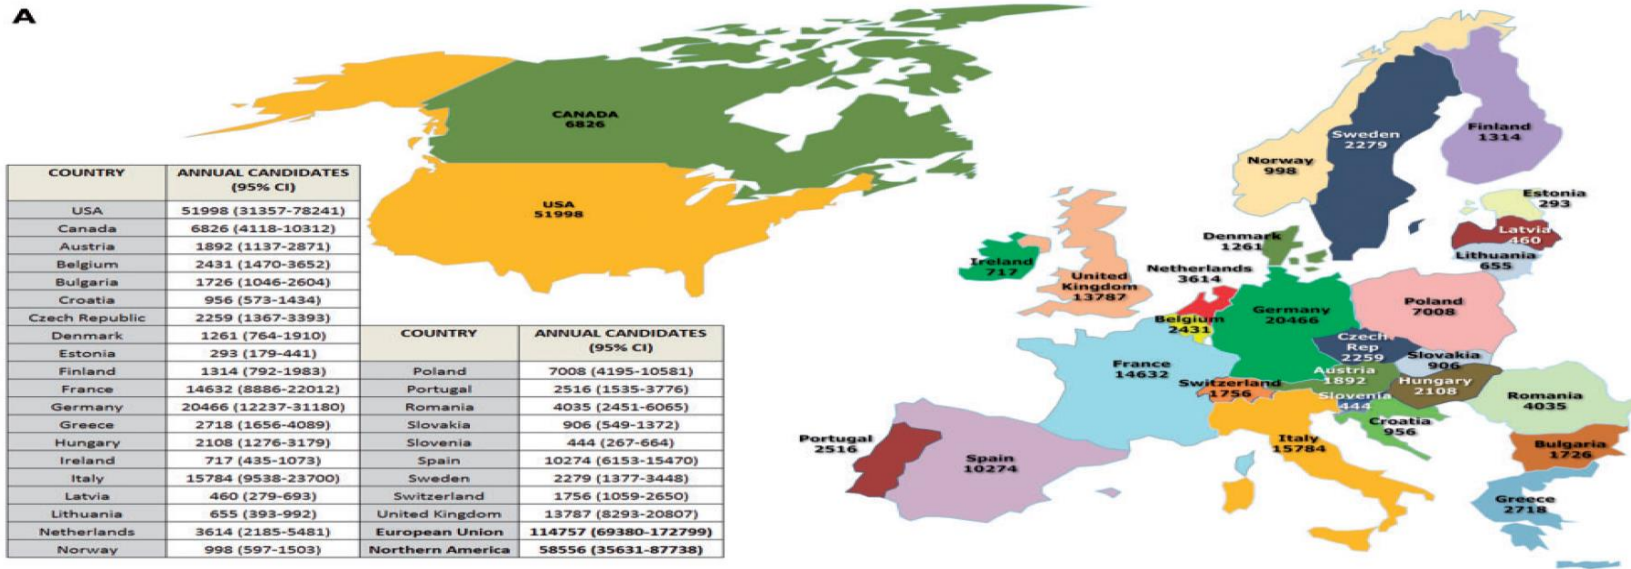 A
COUNTRY ANNUAL CANDIDATES (95% CI)
USA 51998 (31357-78241)
Canada 6826 (4118-10312)
Austria 1892 (1137-2871)
Belgium 2431 (1470-3652)
Bulgaria 1726 (1046-2604)
Croatia 956 (573-1434)
Czech Republic 2259 (1367-3393)
Denmark 1261 (764-1910)
Estonia 293 (179-441)
Finland 1314 (792-1983)
France 14632 (8886-22012)
Germany 20466 (12237-31180)
Greece 2718 (1656-4089)
Hungary 2108 (1276-3179)
Ireland 717 (435-1073)
Italy 15784 (9538-23700)
Latvia 460 (279-693)
Lithuania 655 (393-992)
Netherlands 3614 (2185-5481)
Norway 998 (597-1503)
COUNTRY ANNUAL CANDIDATES (95% CI)
Poland 7008 (4195-10581)
Portugal 2516 (1535-3776)
Romania 4035 (2451-6065)
Slovakia 906 (549-1372)
Slovenia 444 (267-664)
Spain 10274 (6153-15470)
Sweden 2279 (1377-3448)
Switzerland 1756 (1059-2650)
United Kingdom 13787 (8293-20807)
European Union 114757 (69380-172799)
Northern America 58556 (35631-87738)
CANADA
6826
USA
51998
Norway
998
Sweden
2279
Finland
1314
Estonia
293
Latvia
460
Lithuania
655
Denmark
1261
Ireland
717
United
Kingdom
13787
Netherlands
3614
Belgium
2431
Germany
20466
Poland
7008
Czech
Rep
2259
Slovakia
906
France
14632
Switzerland
1756
Austria
1892
Hungary
2108
Slovenia
444
Croatia
956
Romania
4035
Portugal
2516
Spain
10274
Italy
15784
Bulgaria
1726
Greece
2718